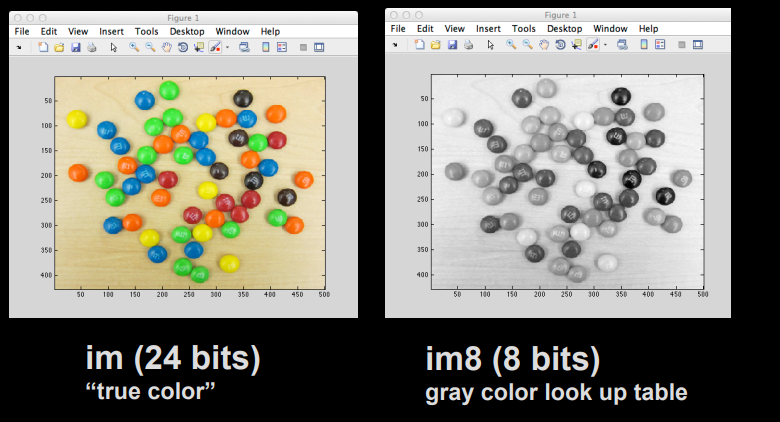 Figure 1
File Edit View Insert Tools Desktop Window Help
50
100
150
200
250
300
350
400
50 100 150 200 250 300 350 400 450 500
im (24 bits)
“true color”
Figure 1
File Edit View Insert Tools Desktop Window Help
50
100
150
200
250
300
350
400
50 100 150 200 250 300 350 400 450 500
im8 (8 bits)
gray color look up table